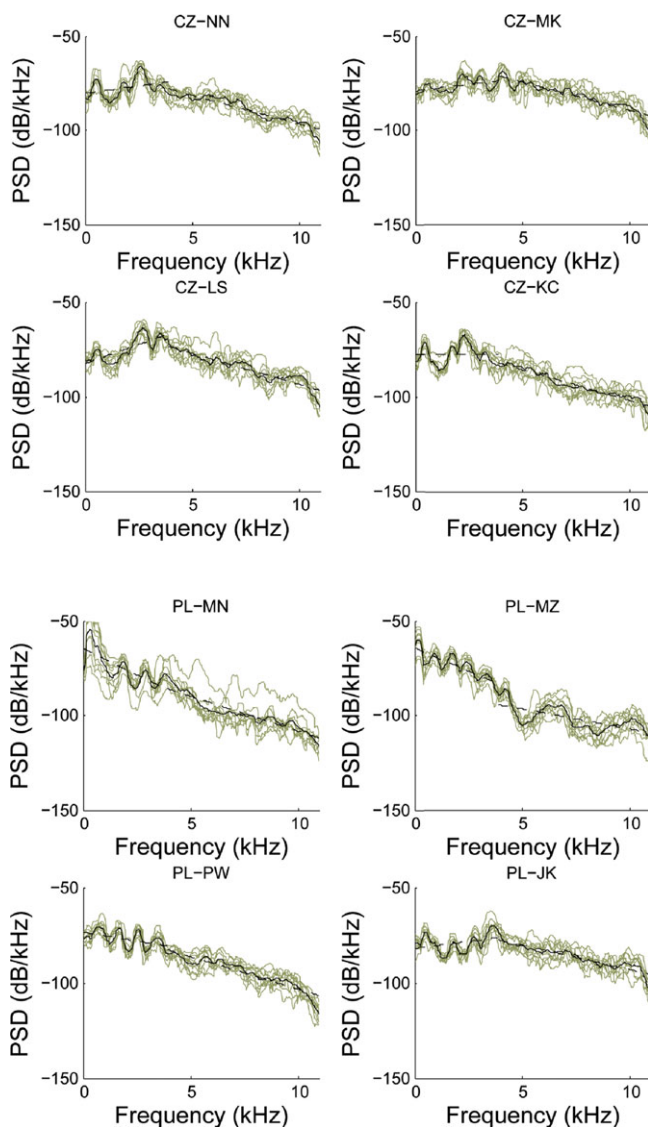 CZ-NN
−50
−100
−150
PSD (dB/kHz)
0 5 10
Frequency (kHz)
CZ-MK
−50
−100
−150
PSD (dB/kHz)
0 5 10
Frequency (kHz)
CZ-LS
−50
−100
−150
PSD (dB/kHz)
0 5 10
Frequency (kHz)
CZ-KC
−50
−100
−150
PSD (dB/kHz)
0 5 10
Frequency (kHz)
PL-MN
−50
−100
−150
PSD (dB/kHz)
0 5 10
Frequency (kHz)
PL-MZ
−50
−100
−150
PSD (dB/kHz)
0 5 10
Frequency (kHz)
PL-PW
−50
−100
−150
PSD (dB/kHz)
0 5 10
Frequency (kHz)
PL-JK
−50
−100
−150
PSD (dB/kHz)
0 5 10
Frequency (kHz)